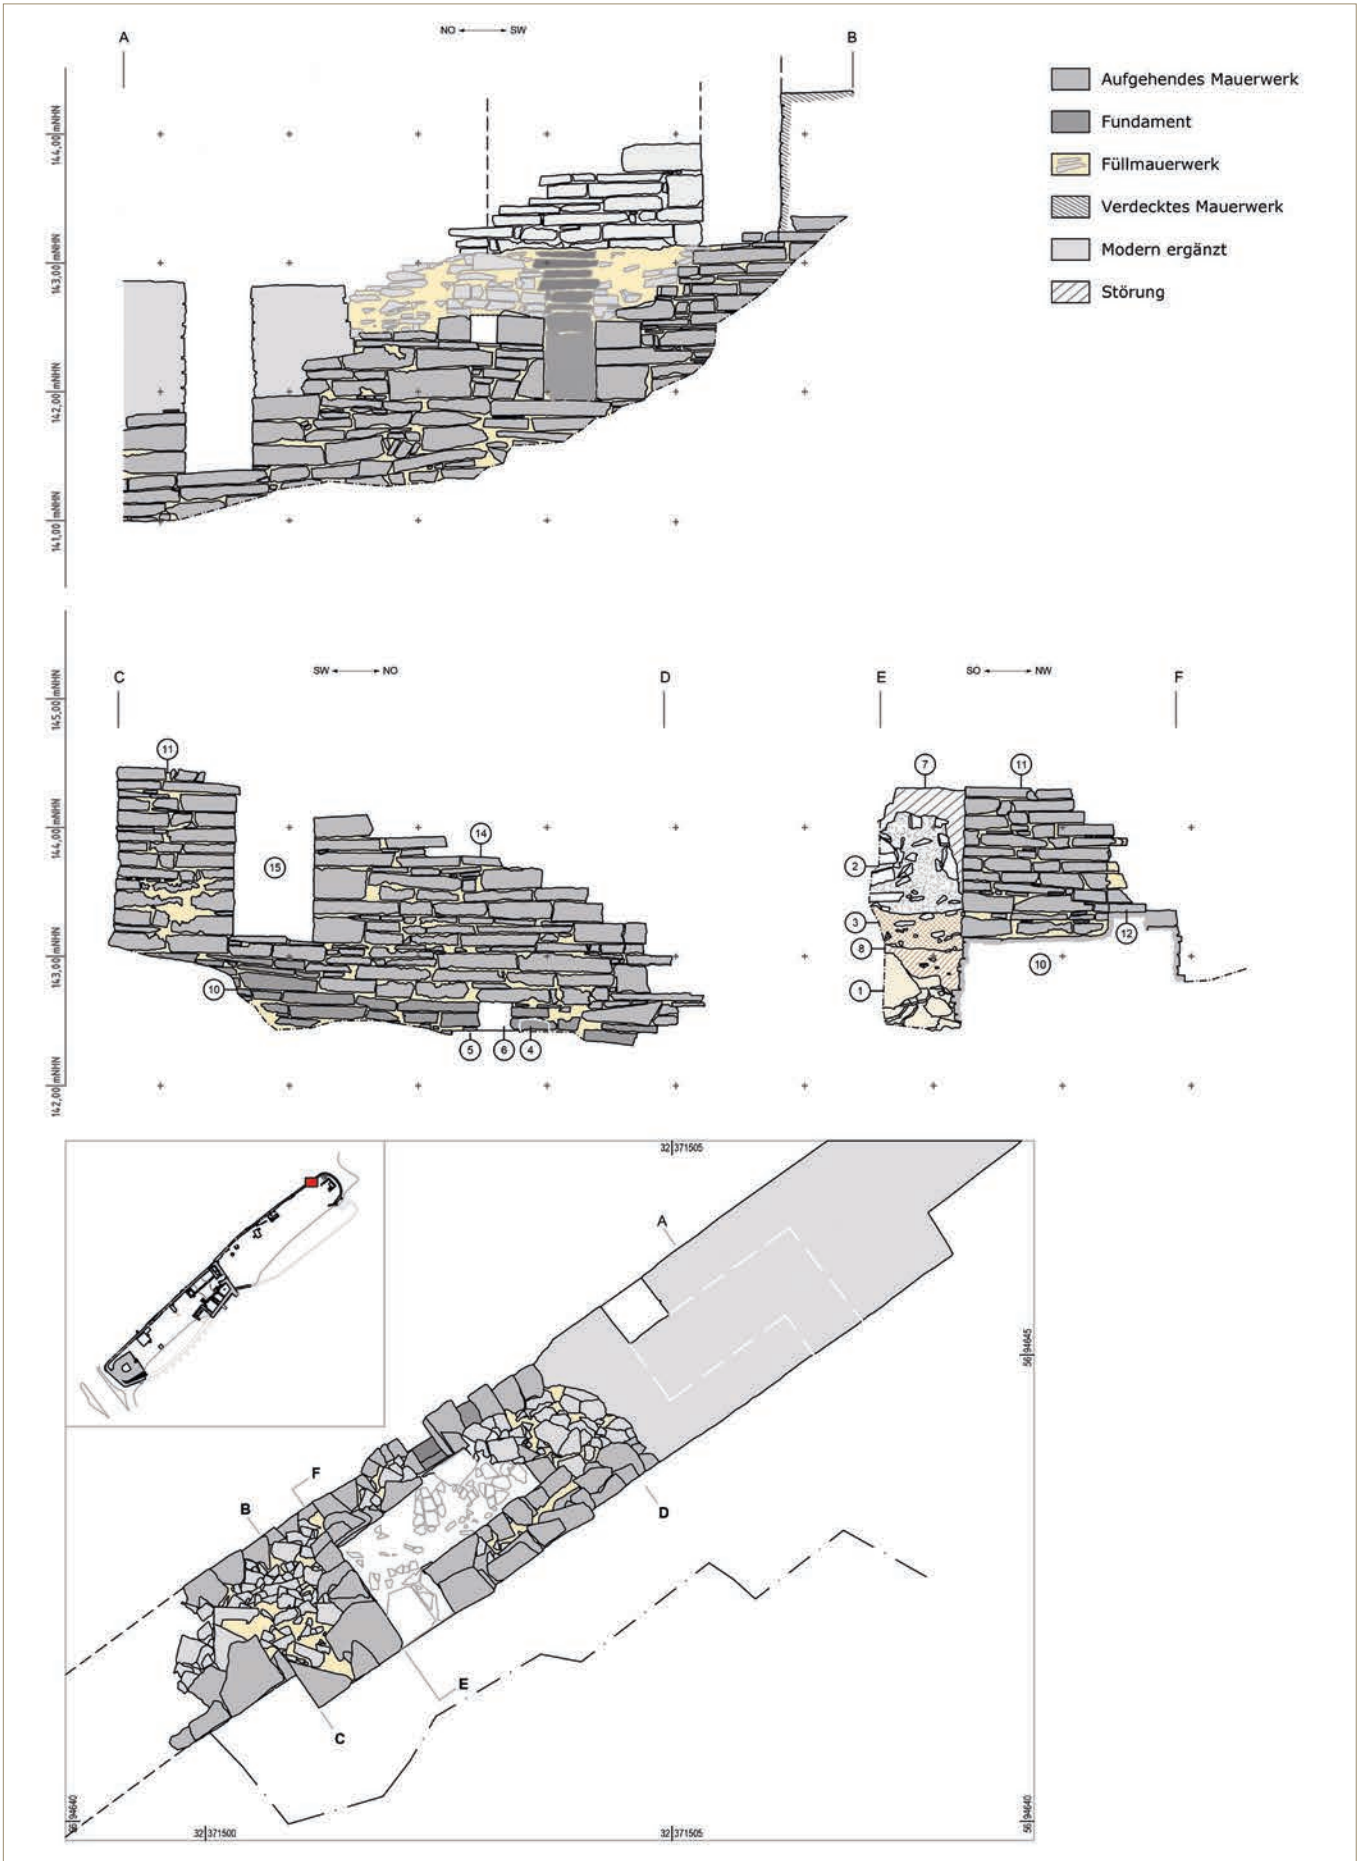 A
NO SW
B
144,00 mNHN
143,00 mNHN
142,00 mNHN
141,00 mNHN
Aufgehendes Mauerwerk
Fundament
Füllmauerwerk
Verdecktes Mauerwerk
Modern ergänzt
Störung
C
SW NO
D
E
SO NW
F
145,00 mNHN
144,00 mNHN
143,00 mNHN
142,00 mNHN
11
14
15
10
5
6
4
7
11
2
3
8
1
12
10
32 371505
A
56 94645
F
B
D
E
C
56 94640
32 371500
32 371505
56 94640